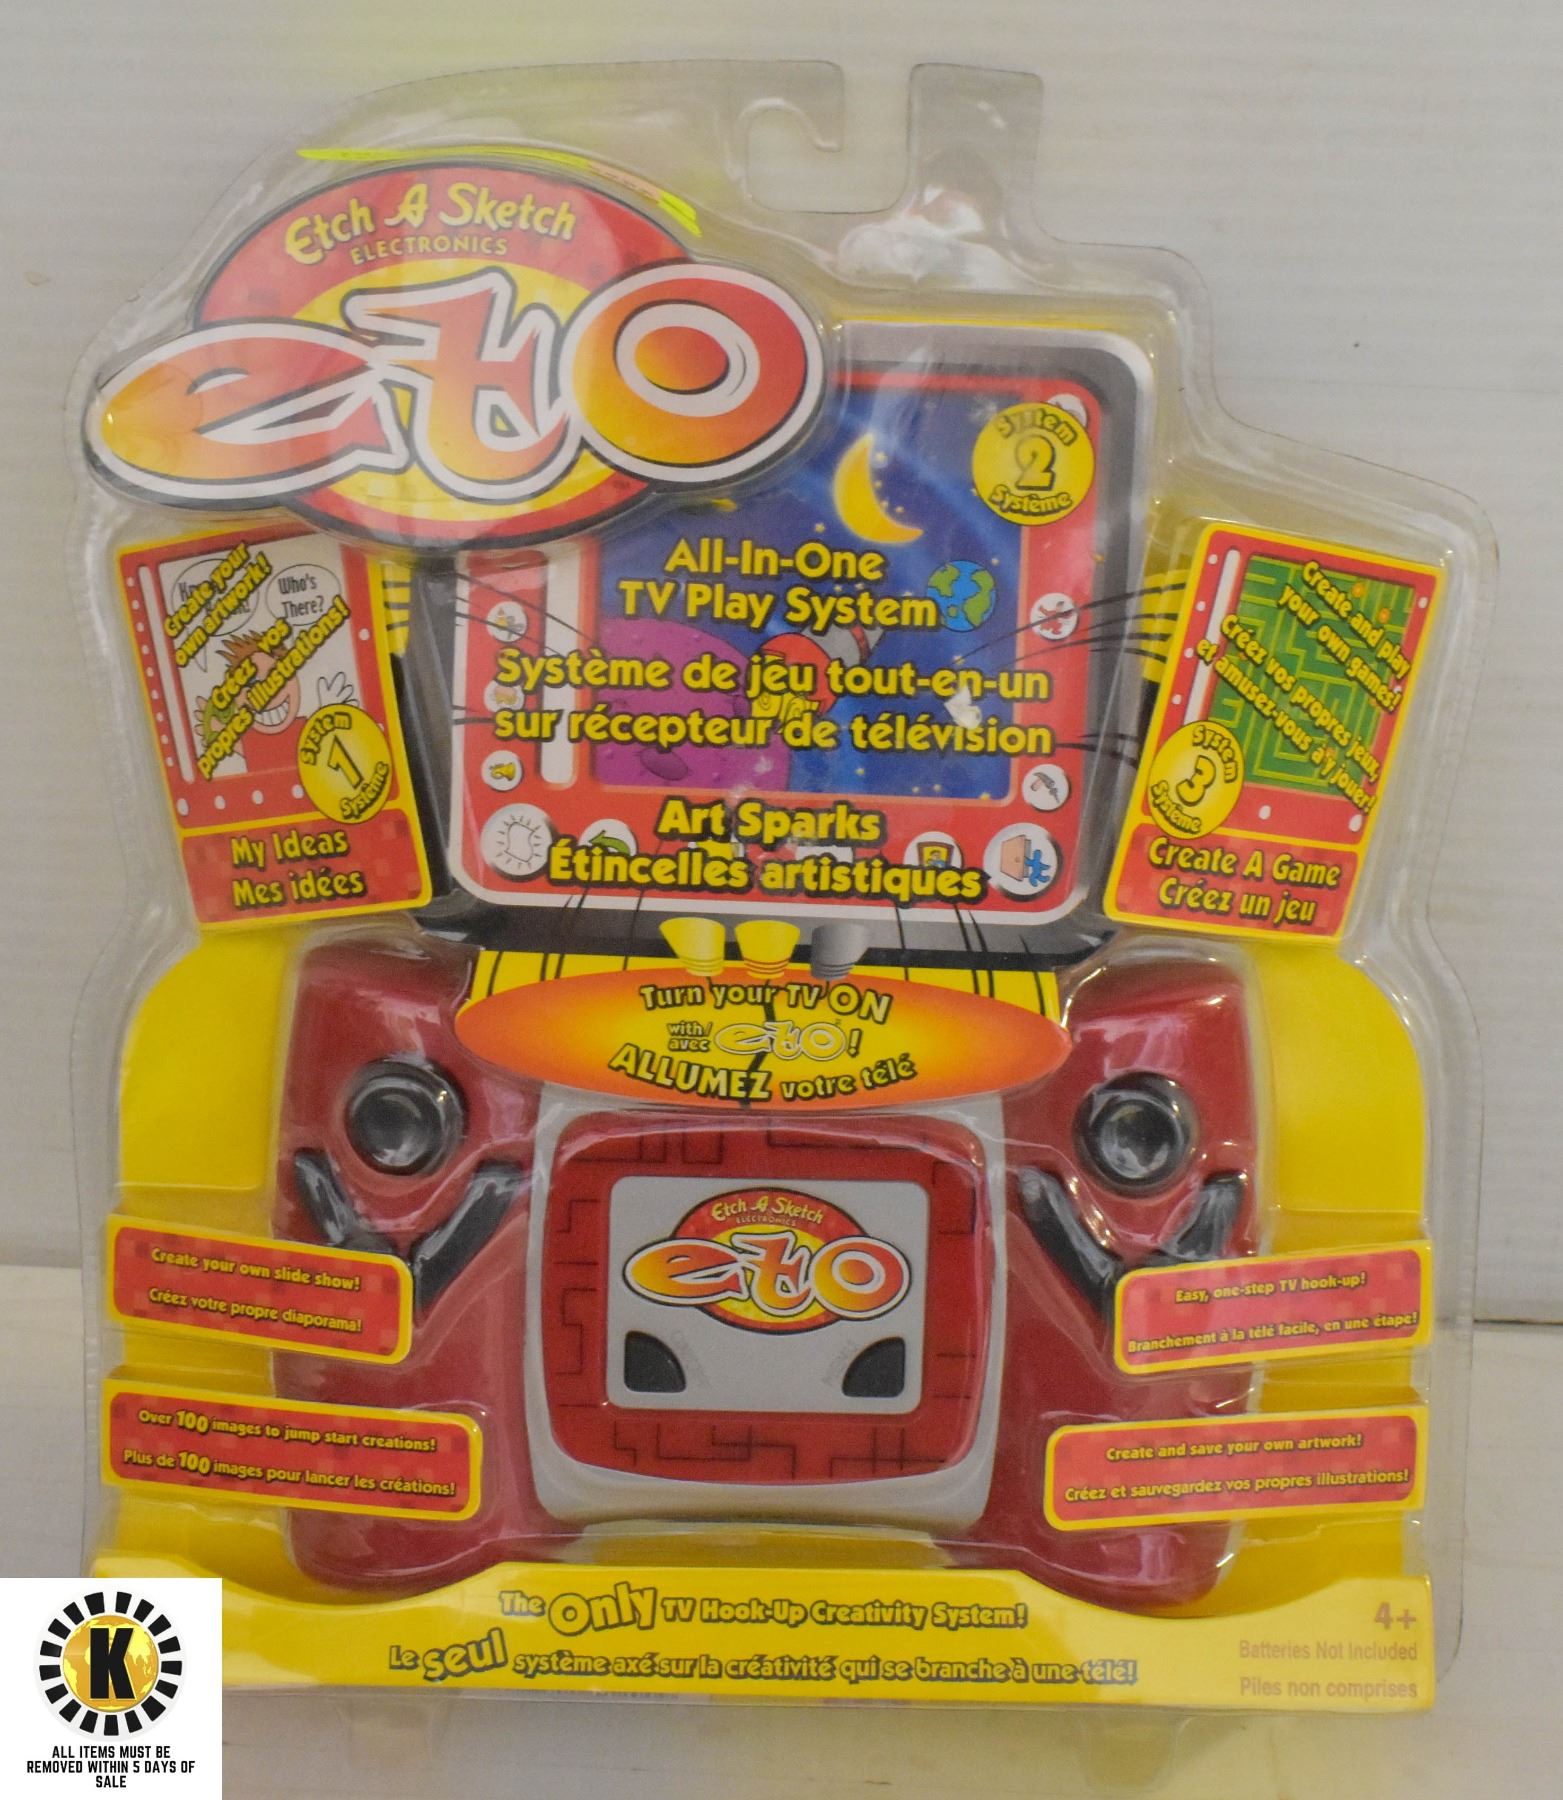 Etch A Sketch
ELECTRONICS
eto
System
2
Système
All-In-One
TV Play System
Système de jeu tout-en-un
sur récepteur de télévision
Art Sparks
Étincelles artistiques
Create your
own artwork!
Who's
There?
Créez vos
propres illustrations!
System
1
Système
My Ideas
Mes idées
Create and play
your own games!
Créez vos propres jeux,
et amusez-vous à y jouer!
System
3
Système
Create A Game
Créez un jeu
Turn your TV ON
with/
avec eto!
ALLUMEZ votre télé
Etch A Sketch
ELECTRONICS
eto
Create your own slide show!
Créez votre propre diaporama!
Over 100 images to jump start creations!
Plus de 100 images pour lancer les créations!
Easy, one-step TV hook-up!
Branchement à la télé facile, en une étape!
Create and save your own artwork!
Créez et sauvegardez vos propres illustrations!
The Only TV Hook-Up Creativity System!
Le seul système axé sur la créativité qui se branche à une télé!
4+
Batteries Not Included
Piles non comprises
K
ALL ITEMS MUST BE
REMOVED WITHIN 5 DAYS OF
SALE